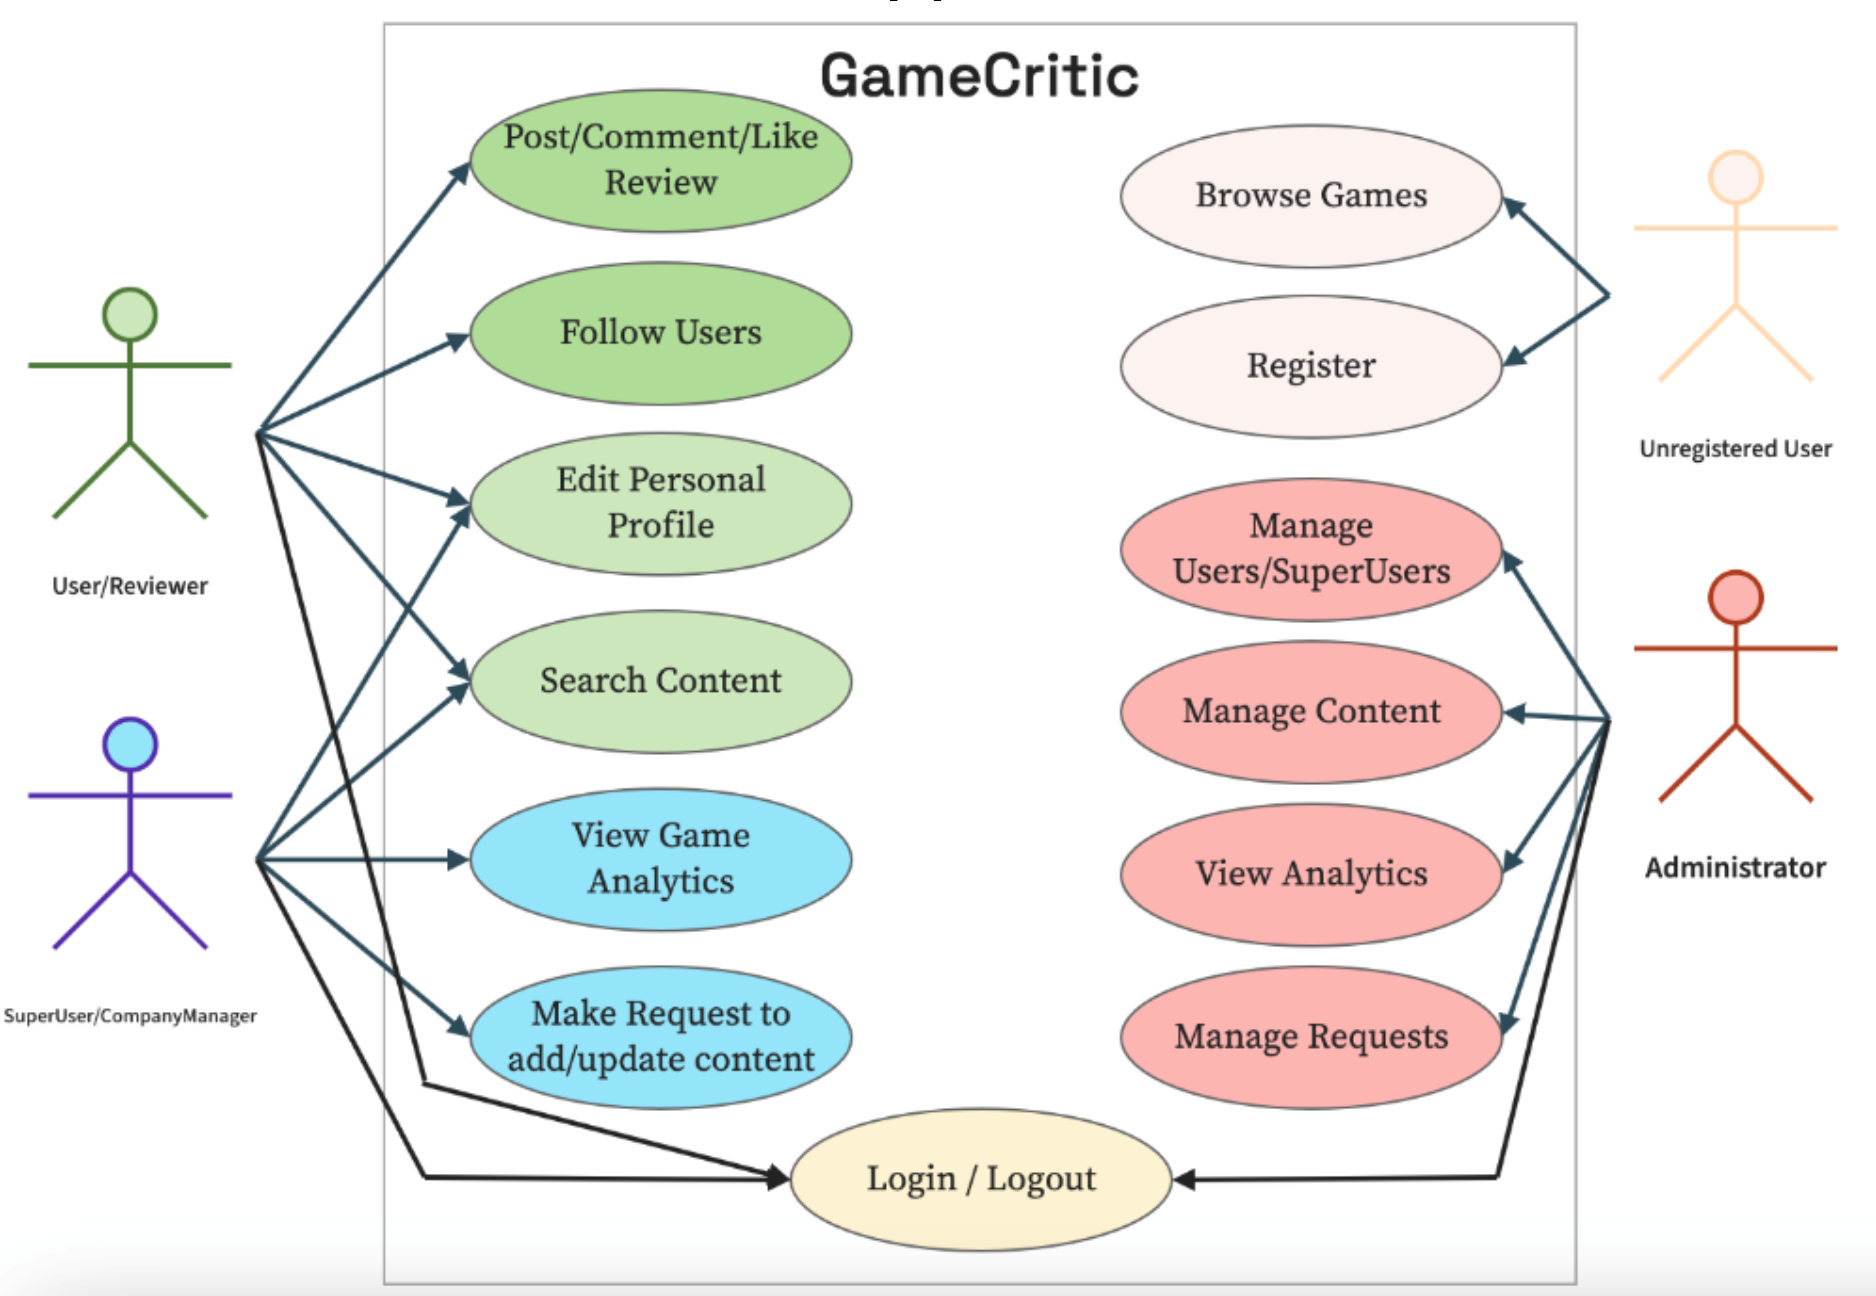 GameCritic
Post/Comment/Like
Review
Follow Users
Edit Personal
Profile
Search Content
View Game
Analytics
Make Request to
add/update content
Browse Games
Register
Manage
Users/SuperUsers
Manage Content
View Analytics
Manage Requests
Login / Logout
User/Reviewer
SuperUser/CompanyManager
Unregistered User
Administrator